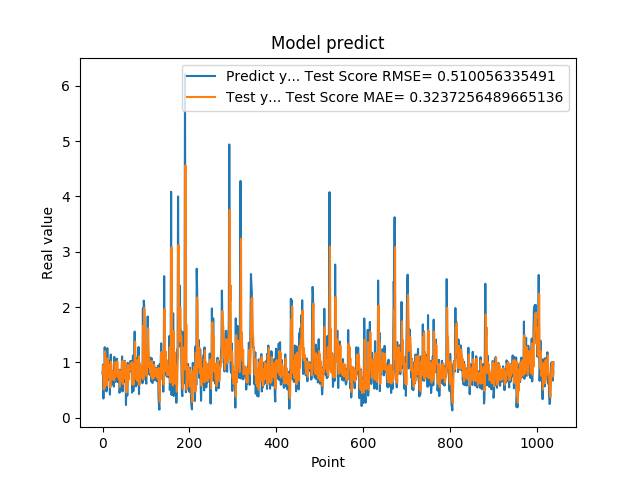 Model predict
Predict y... Test Score RMSE= 0.510056335491
Test y... Test Score MAE= 0.3237256489665136
Real value
6
5
4
3
2
1
0
0 200 400 600 800 1000
Point